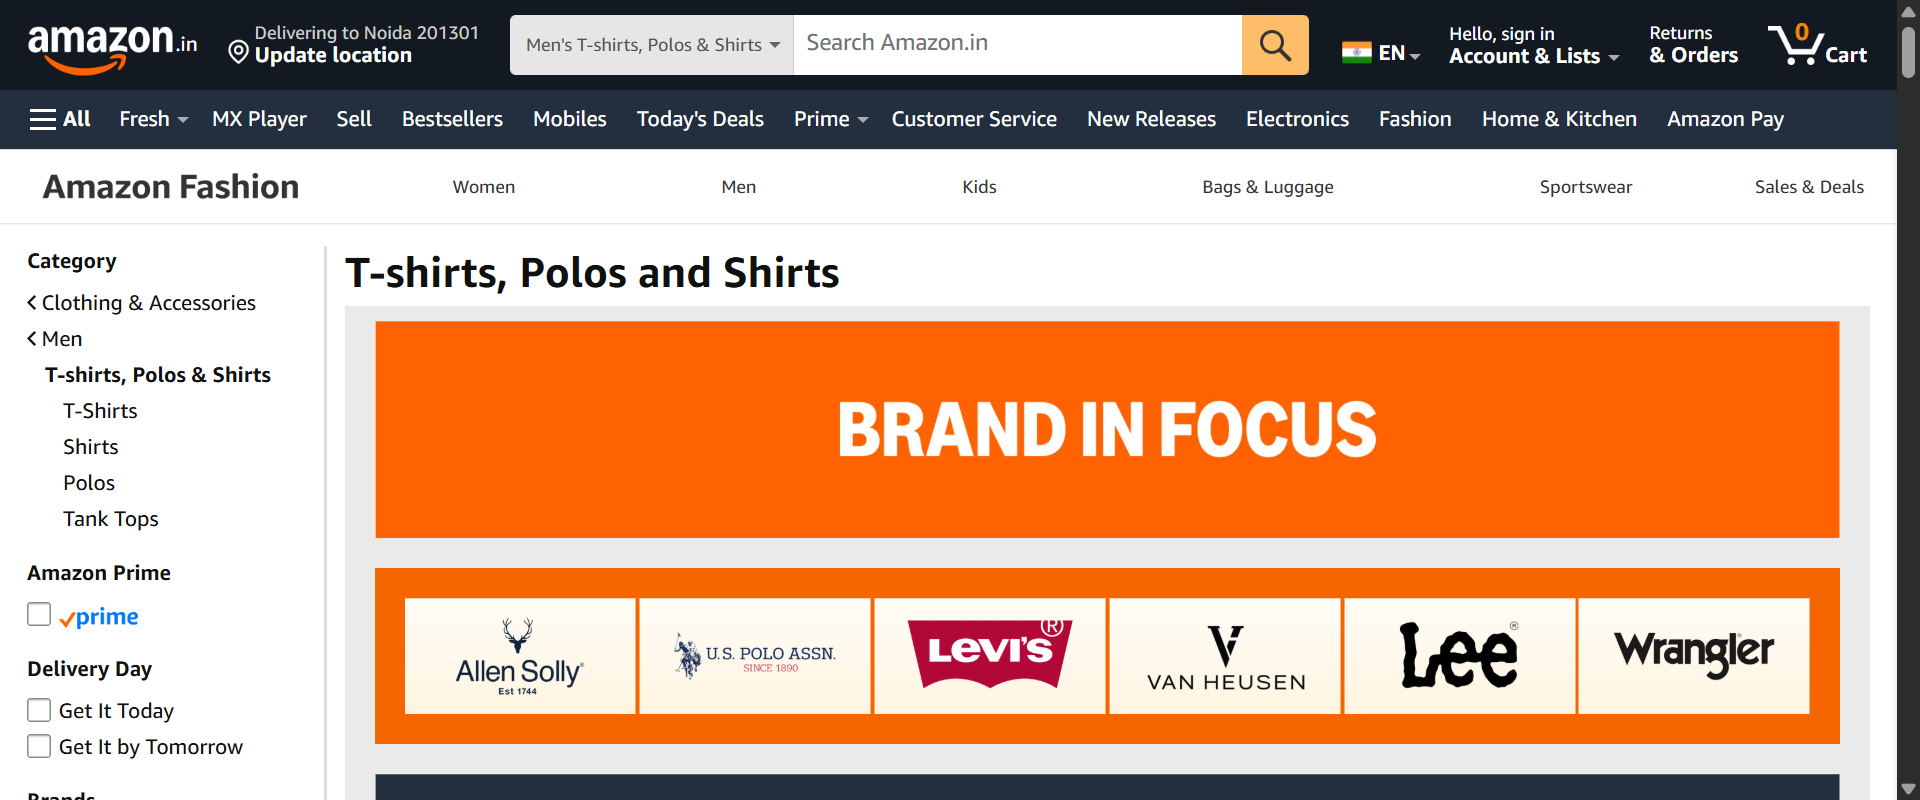 amazon.in
Delivering to Noida 201301
Update location
Men's T-shirts, Polos & Shirts
Search Amazon.in
EN
Hello, sign in
Account & Lists
Returns
& Orders
0
Cart
All
Fresh
MX Player
Sell
Bestsellers
Mobiles
Today's Deals
Prime
Customer Service
New Releases
Electronics
Fashion
Home & Kitchen
Amazon Pay
Amazon Fashion
Women
Men
Kids
Bags & Luggage
Sportswear
Sales & Deals
Category
Clothing & Accessories
Men
T-shirts, Polos & Shirts
T-Shirts
Shirts
Polos
Tank Tops
Amazon Prime
prime
Delivery Day
Get It Today
Get It by Tomorrow
Brands
T-shirts, Polos and Shirts
BRAND IN FOCUS
Allen Solly®
Est 1744
U.S. POLO ASSN.
SINCE 1890
LEVI'S®
VAN HEUSEN
Lee®
Wrangler